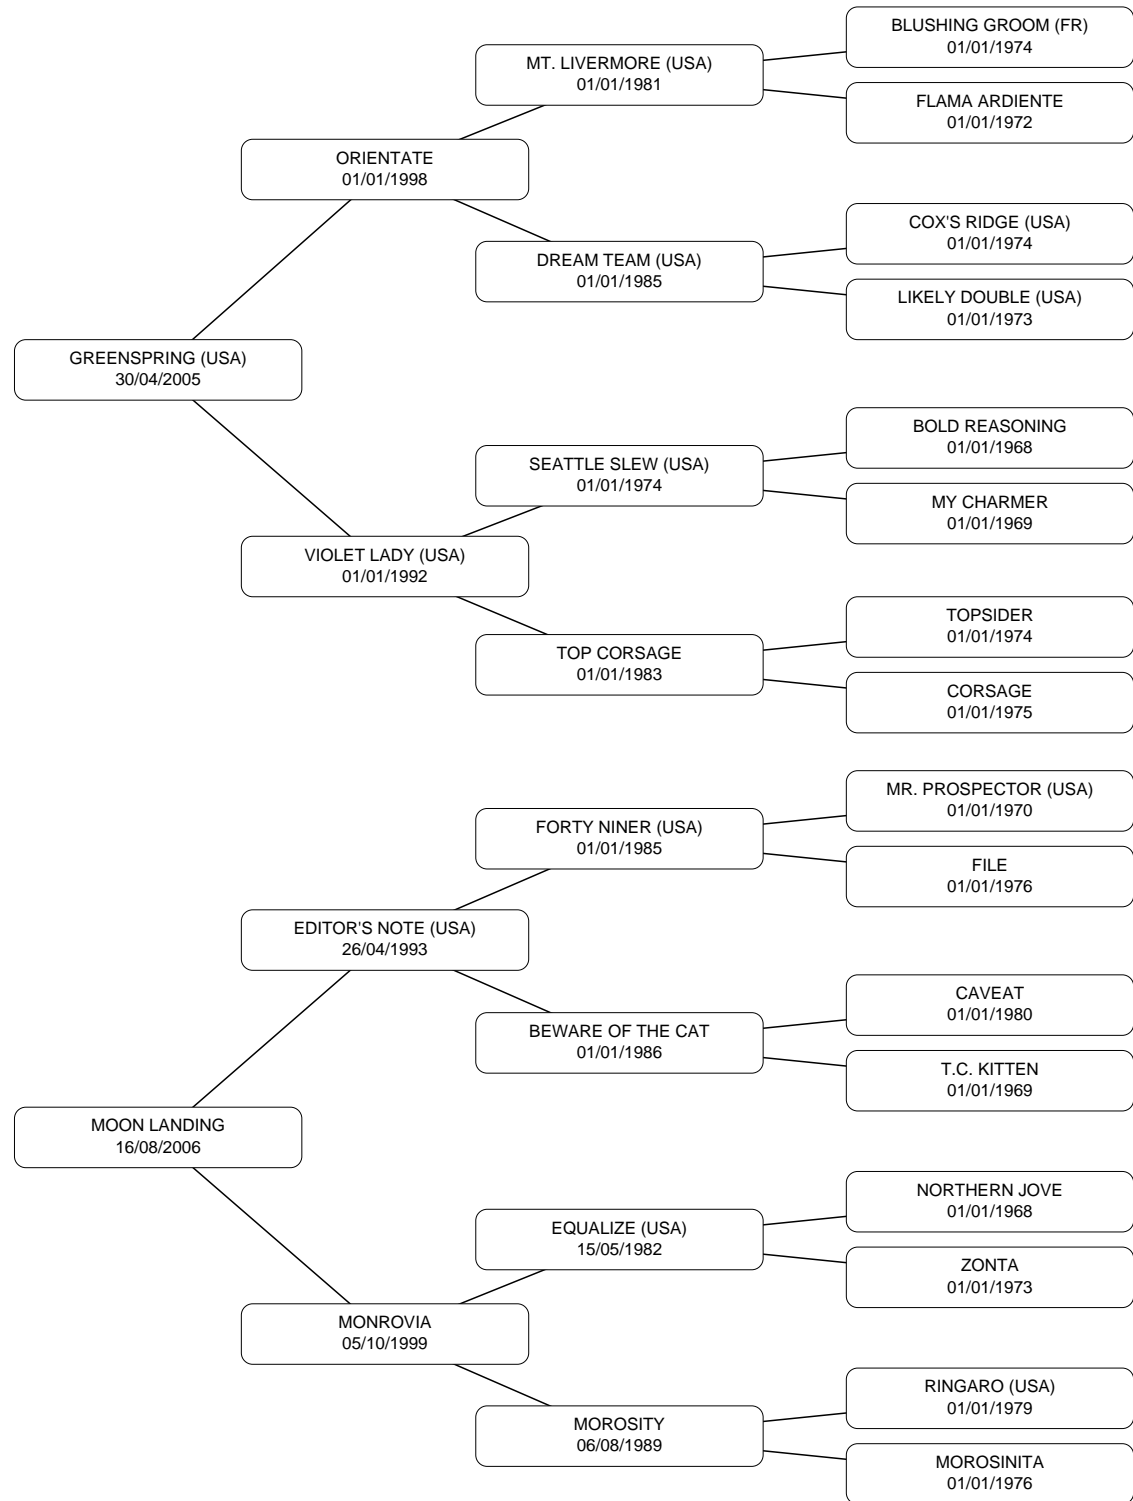 BLUSHING GROOM (FR)
01/01/1974
MT. LIVERMORE (USA)
01/01/1981
FLAMA ARDIENTE
01/01/1972
ORIENTATE
01/01/1998
COX'S RIDGE (USA)
01/01/1974
DREAM TEAM (USA)
01/01/1985
LIKELY DOUBLE (USA)
01/01/1973
GREENSPRING (USA)
30/04/2005
BOLD REASONING
01/01/1968
SEATTLE SLEW (USA)
01/01/1974
MY CHARMER
01/01/1969
VIOLET LADY (USA)
01/01/1992
TOPSIDER
01/01/1974
TOP CORSAGE
01/01/1983
CORSAGE
01/01/1975
MR. PROSPECTOR (USA)
01/01/1970
FORTY NINER (USA)
01/01/1985
FILE
01/01/1976
EDITOR'S NOTE (USA)
26/04/1993
CAVEAT
01/01/1980
BEWARE OF THE CAT
01/01/1986
T.C. KITTEN
01/01/1969
MOON LANDING
16/08/2006
NORTHERN JOVE
01/01/1968
EQUALIZE (USA)
15/05/1982
ZONTA
01/01/1973
MONROVIA
05/10/1999
RINGARO (USA)
01/01/1979
MOROSITY
06/08/1989
MOROSINITA
01/01/1976